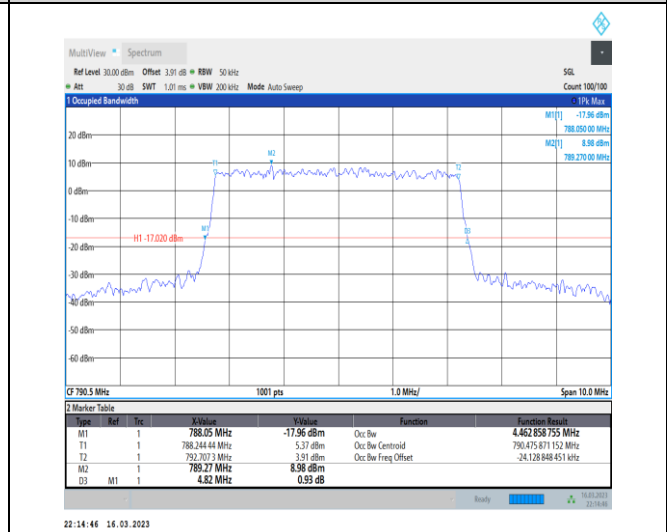 MultiView Spectrum
Ref Level 30.00 dBm Offset 3.91 dB RBW 50 kHz SGL
Att 30 dB SWT 1.01 ms VBW 200 kHz Mode Auto Sweep Count 100/100
1 Occupied Bandwidth 1Pk Max
M1[1] -17.96 dBm
788.050 00 MHz
M2[1] 8.98 dBm
789.270 00 MHz
20 dBm
10 dBm
M2
T1
T2
0 dBm
-10 dBm
M1
D3
H1 -17.020 dBm
-20 dBm
-30 dBm
-40 dBm
-50 dBm
-60 dBm
CF 790.5 MHz 1001 pts 1.0 MHz/ Span 10.0 MHz
2 Marker Table
Type Ref Trc X-Value Y-Value Function Function Result
M1 1 788.05 MHz -17.96 dBm Occ Bw 4.462 858 755 MHz
T1 1 788.244 44 MHz 5.37 dBm Occ Bw Centroid 790.475 871 152 MHz
T2 1 792.707 3 MHz 3.91 dBm Occ Bw Freq Offset -24.128 848 451 kHz
M2 1 789.27 MHz 8.98 dBm
D3 M1 1 4.82 MHz 0.93 dB
Ready 16.03.2023
22:14:46
22:14:46 16.03.2023